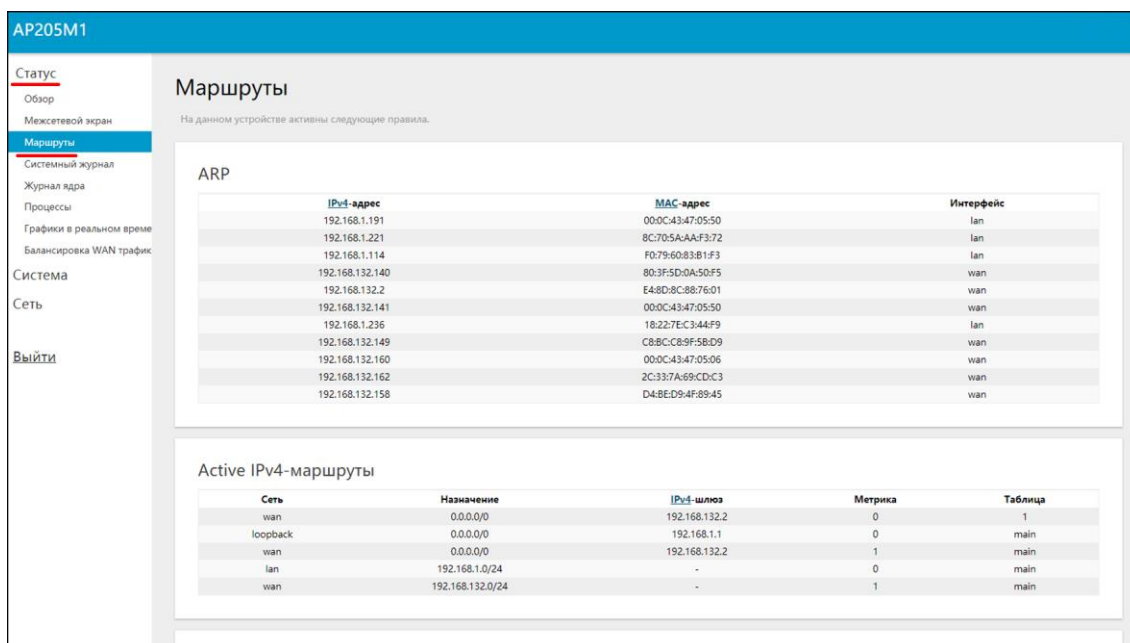 AP205M1
Статус
Обзор
Межсетевой экран
Маршруты
Системный журнал
Журнал ядра
Процессы
Графики в реальном време
Балансировка WAN трафик
Система
Сеть
Выйти
Маршруты
На данном устройстве активны следующие правила.
ARP
IPv4-адрес MAC-адрес Интерфейс
192.168.1.191 00:0C:43:47:05:50 lan
192.168.1.221 8C:70:5A:AA:F3:72 lan
192.168.1.114 F0:79:60:83:B1:F3 lan
192.168.132.140 80:3F:5D:0A:50:F5 wan
192.168.132.2 E4:8D:8C:88:76:01 wan
192.168.132.141 00:0C:43:47:05:50 wan
192.168.1.236 18:22:7E:C3:44:F9 lan
192.168.132.149 C8:BC:C8:9F:5B:D9 wan
192.168.132.160 00:0C:43:47:05:06 wan
192.168.132.162 2C:33:7A:69:CD:C3 wan
192.168.132.158 D4:BE:D9:4F:89:45 wan
Active IPv4-маршруты
Сеть Назначение IPv4-шлюз Метрика Таблица
wan 0.0.0.0/0 192.168.132.2 0 1
loopback 0.0.0.0/0 192.168.1.1 0 main
wan 0.0.0.0/0 192.168.132.2 1 main
lan 192.168.1.0/24 - 0 main
wan 192.168.132.0/24 - 1 main